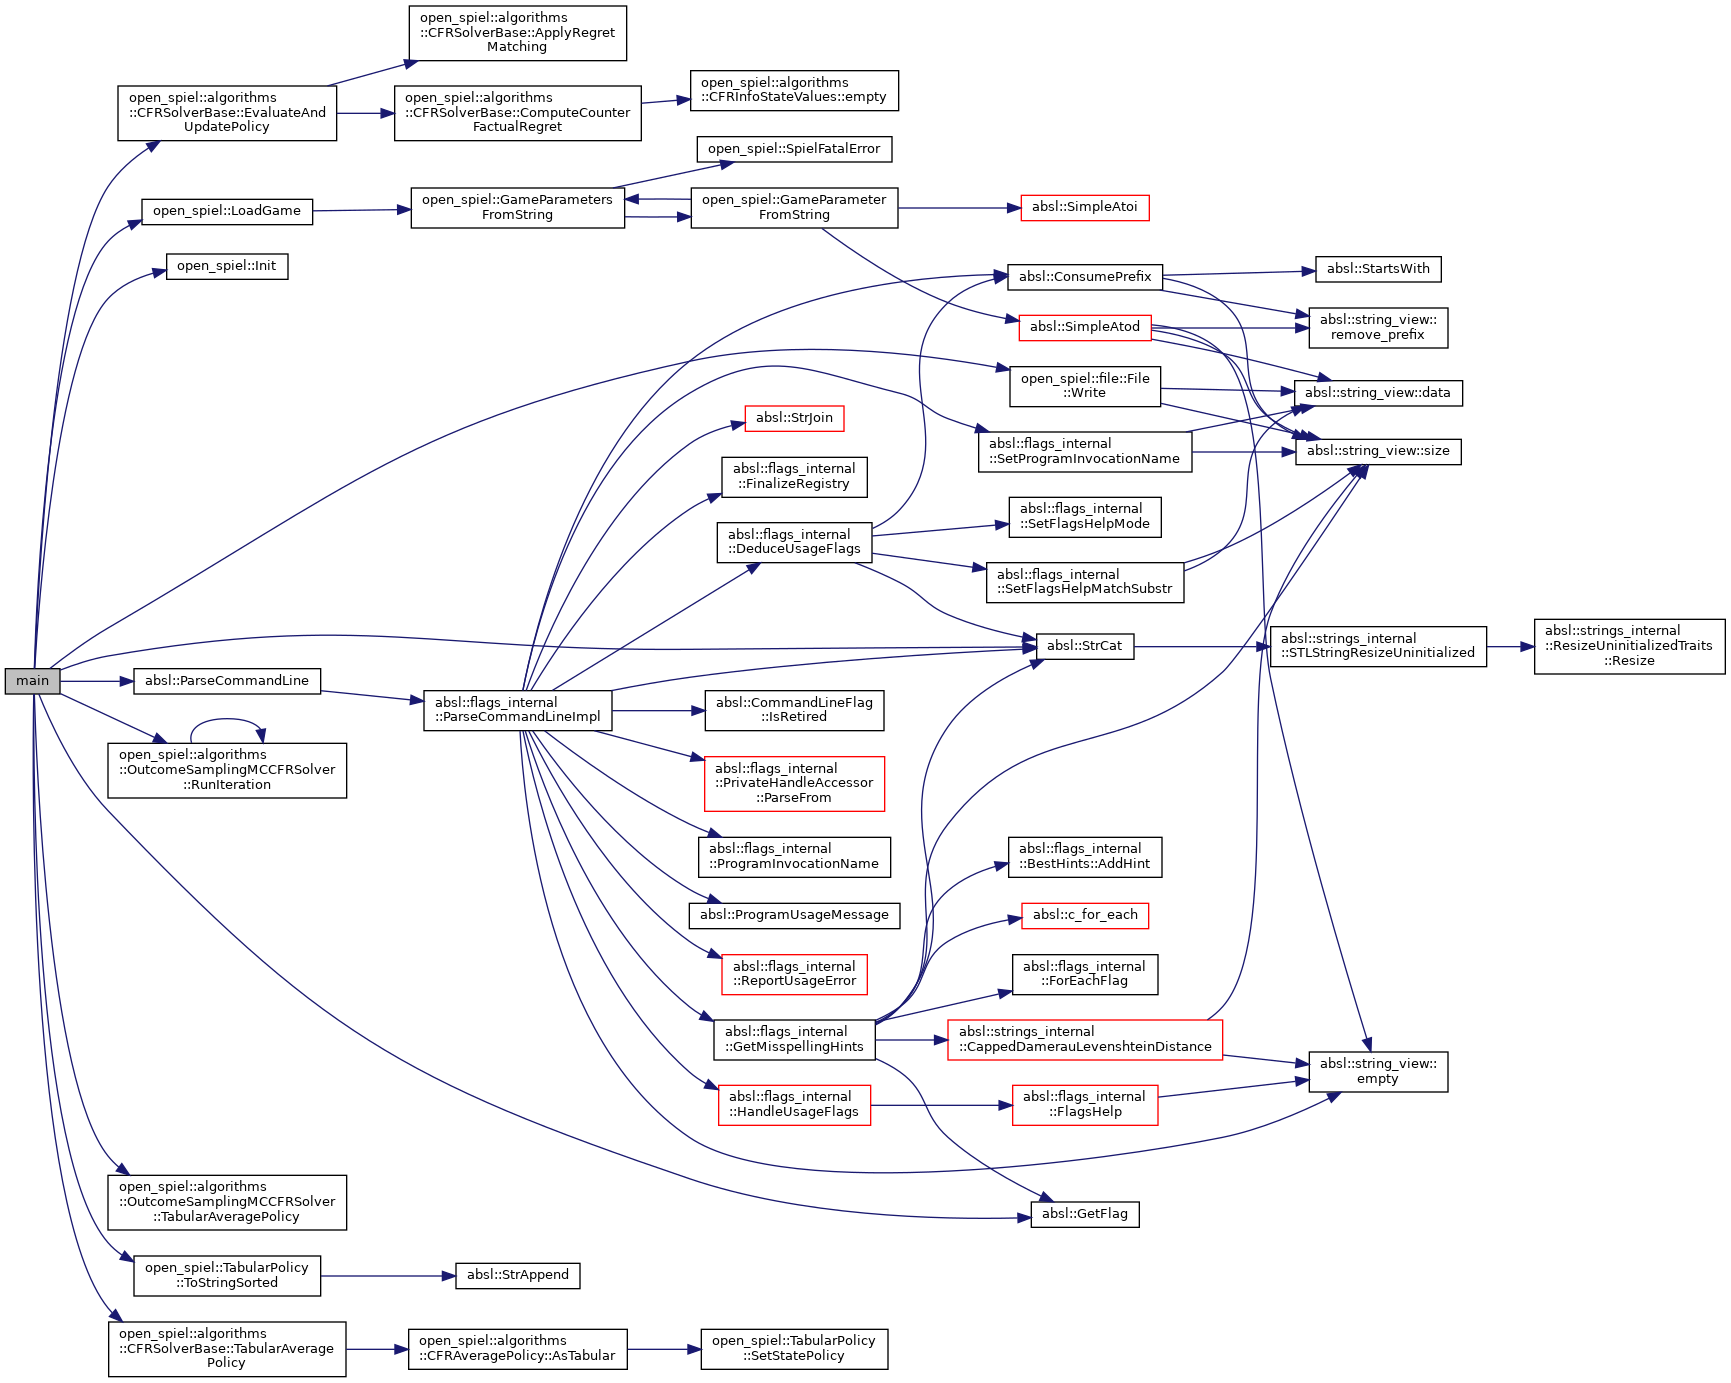 main
open_spiel::algorithms
::CFRSolverBase::EvaluateAnd
UpdatePolicy
open_spiel::algorithms
::CFRSolverBase::ApplyRegret
Matching
open_spiel::algorithms
::CFRSolverBase::ComputeCounter
FactualRegret
open_spiel::algorithms
::CFRInfoStateValues::empty
open_spiel::LoadGame
open_spiel::GameParameters
FromString
open_spiel::SpielFatalError
open_spiel::GameParameter
FromString
absl::SimpleAtoi
open_spiel::Init
absl::ConsumePrefix
absl::StartsWith
absl::SimpleAtod
absl::string_view::
remove_prefix
open_spiel::file::File
::Write
absl::string_view::data
absl::StrJoin
absl::flags_internal
::SetProgramInvocationName
absl::string_view::size
absl::flags_internal
::FinalizeRegistry
absl::flags_internal
::DeduceUsageFlags
absl::flags_internal
::SetFlagsHelpMode
absl::flags_internal
::SetFlagsHelpMatchSubstr
absl::StrCat
absl::strings_internal
::STLStringResizeUninitialized
absl::strings_internal
::ResizeUninitializedTraits
::Resize
absl::ParseCommandLine
absl::flags_internal
::ParseCommandLineImpl
absl::CommandLineFlag
::IsRetired
open_spiel::algorithms
::OutcomeSamplingMCCFRSolver
::RunIteration
absl::flags_internal
::PrivateHandleAccessor
::ParseFrom
absl::flags_internal
::ProgramInvocationName
absl::flags_internal
::BestHints::AddHint
absl::ProgramUsageMessage
absl::c_for_each
absl::flags_internal
::ReportUsageError
absl::flags_internal
::ForEachFlag
absl::flags_internal
::GetMisspellingHints
absl::strings_internal
::CappedDamerauLevenshteinDistance
absl::string_view::
empty
absl::flags_internal
::HandleUsageFlags
absl::flags_internal
::FlagsHelp
open_spiel::algorithms
::OutcomeSamplingMCCFRSolver
::TabularAveragePolicy
absl::GetFlag
open_spiel::TabularPolicy
::ToStringSorted
absl::StrAppend
open_spiel::algorithms
::CFRSolverBase::TabularAverage
Policy
open_spiel::algorithms
::CFRAveragePolicy::AsTabular
open_spiel::TabularPolicy
::SetStatePolicy